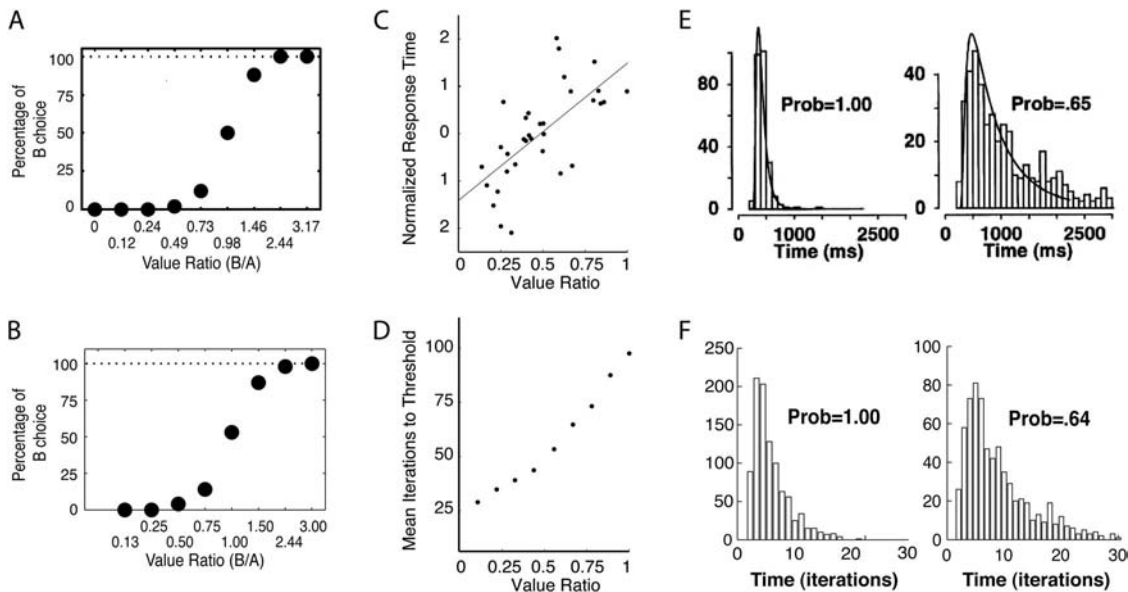 A
Percentage of
B choice
100
75
50
25
0
0 0.24 0.73 1.46 3.17
0.12 0.49 0.98 2.44
Value Ratio (B/A)
B
Percentage of
B choice
100
75
50
25
0
0.25 0.75 1.50 3.00
0.13 0.50 1.00 2.44
Value Ratio (B/A)
C
Normalized Response Time
2
1
0
1
2
0 0.25 0.5 0.75 1
Value Ratio
D
Mean Iterations to Threshold
100
75
50
25
0 0.25 0.5 0.75 1
Value Ratio
E
80
40
0
Prob=1.00
0 1000 2500
Time (ms)
40
20
0
Prob=.65
0 1000 2500
Time (ms)
F
250
200
150
100
50
0
Prob=1.00
0 10 20 30
Time (iterations)
100
80
60
40
20
0
Prob=.64
0 10 20 30
Time (iterations)